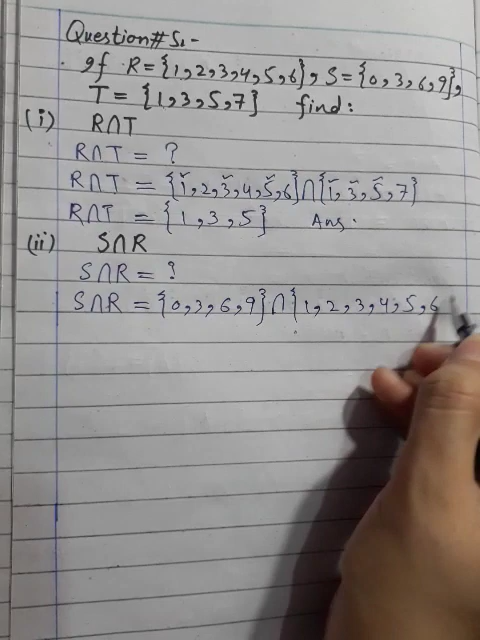 Question#5:-
If R={1,2,3,4,5,6}, S={0,3,6,9},
T={1,3,5,7} find:
(i) R∩T
R∩T = ?
R∩T = {1,2,3,4,5,6}∩{1,3,5,7}
R∩T = {1,3,5} Ans.
(ii) S∩R
S∩R = ?
S∩R = {0,3,6,9}∩{1,2,3,4,5,6